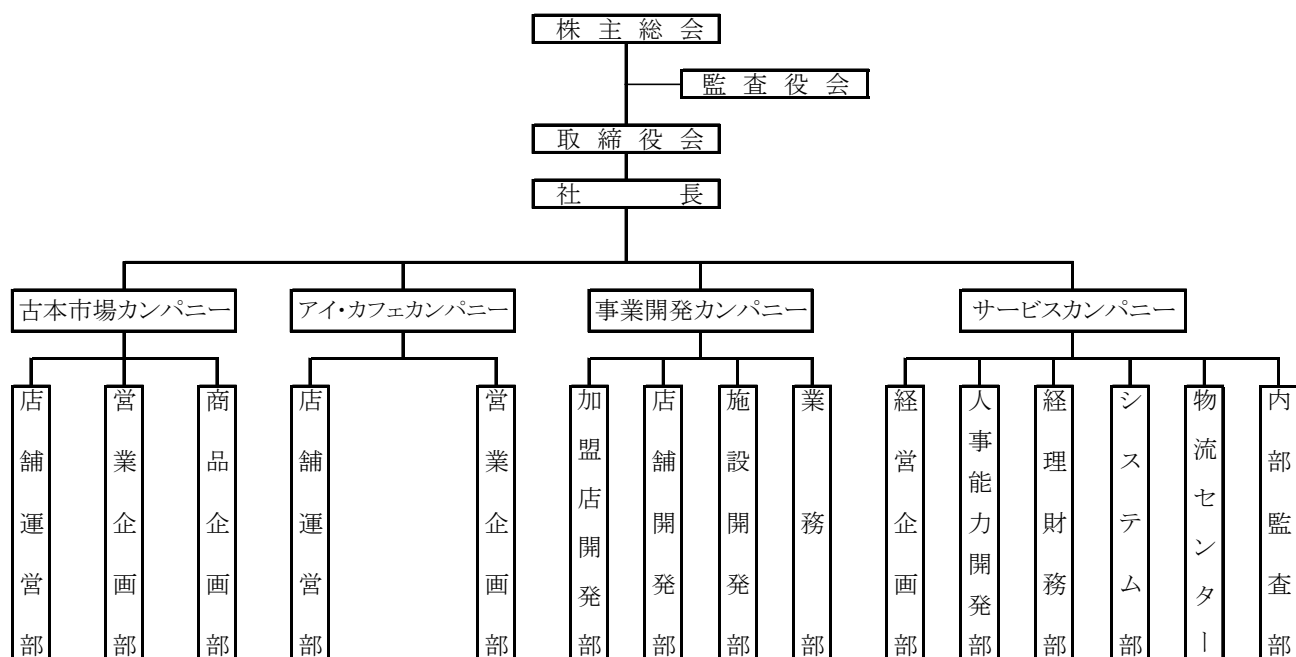 株主総会
監査役会
取締役会
社長
古本市場カンパニー
アイ・カフェカンパニー
事業開発カンパニー
サービスカンパニー
店舗運営部
営業企画部
商品企画部
店舗運営部
営業企画部
加盟店開発部
店舗開発部
施設開発部
業務部
経営企画部
人事能力開発部
経理財務部
システム部
物流センター
内部監査部